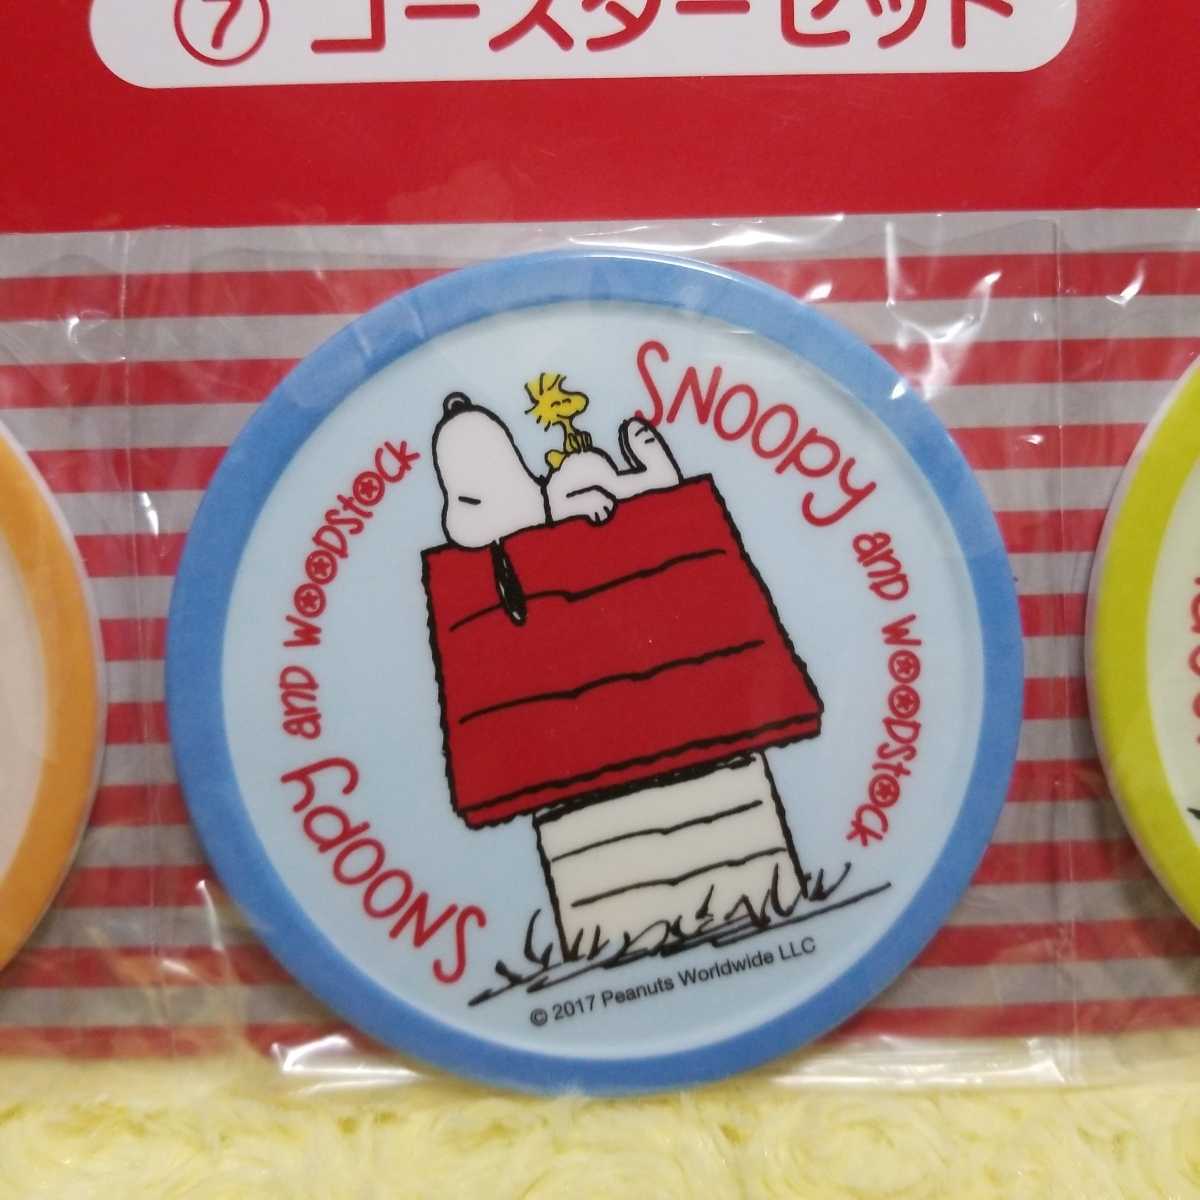 ⑦ コースターセット
SNOOPY and WOODSTOCK
SNOOPY and WOODSTOCK
© 2017 Peanuts Worldwide LLC